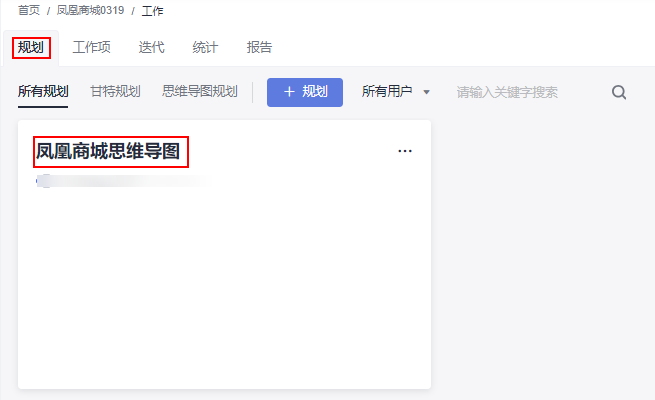 首页 / 凤凰商城0319 / 工作
规划 工作项 迭代 统计 报告
所有规划 甘特规划 思维导图规划 + 规划 所有用户 请输入关键字搜索
凤凰商城思维导图 ...